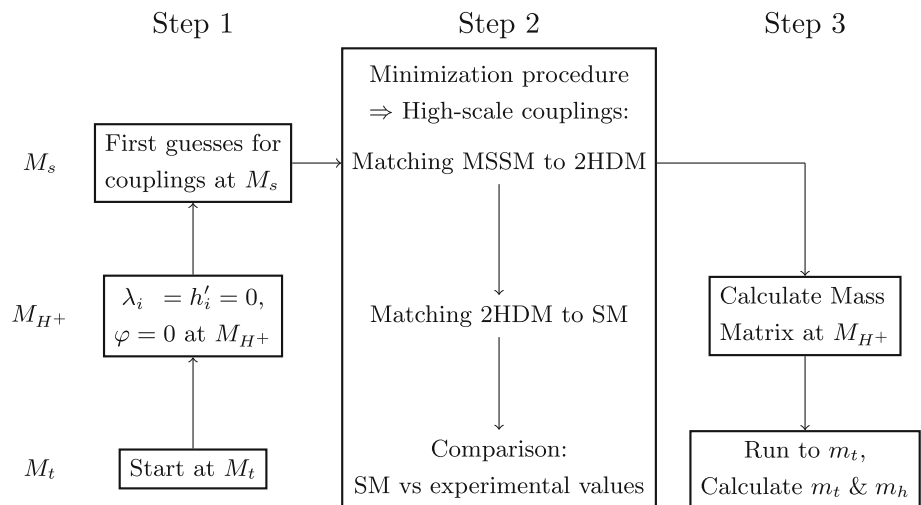 Step 1
Step 2
Step 3
M_s
First guesses for
couplings at M_s
Minimization procedure
⇒ High-scale couplings:
Matching MSSM to 2HDM
M_{H^+}
λ_i = h'_i = 0,
φ = 0 at M_{H^+}
Matching 2HDM to SM
Calculate Mass
Matrix at M_{H^+}
M_t
Start at M_t
Comparison:
SM vs experimental values
Run to m_t,
Calculate m_t & m_h